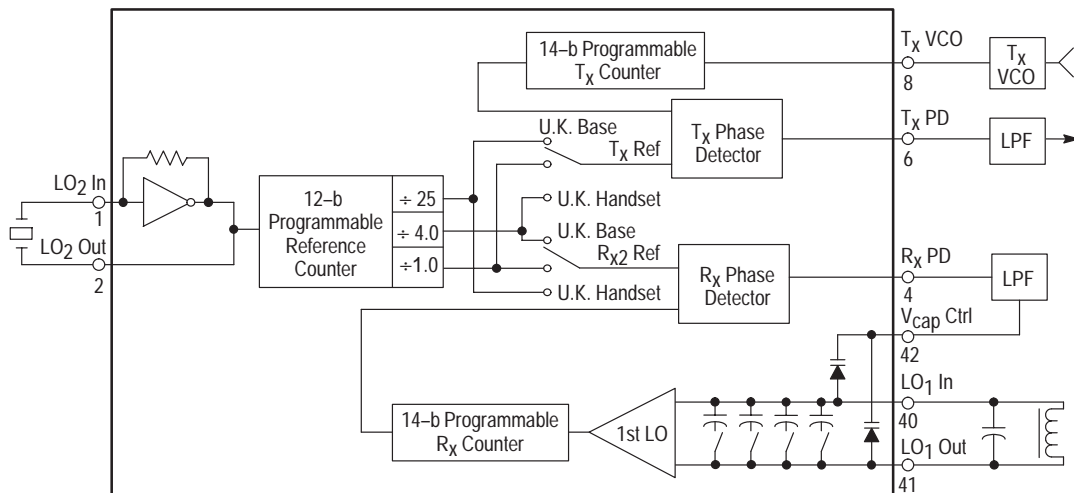 14–b Programmable
Tx Counter
Tx VCO
8
Tx
VCO
U.K. Base
Tx Ref
Tx Phase
Detector
Tx PD
6
LPF
LO2 In
1
LO2 Out
2
12–b
Programmable
Reference
Counter
÷ 25
÷ 4.0
÷1.0
U.K. Handset
U.K. Base
Rx2 Ref
U.K. Handset
Rx Phase
Detector
Rx PD
4
LPF
Vcap Ctrl
42
14–b Programmable
Rx Counter
1st LO
LO1 In
40
LO1 Out
41